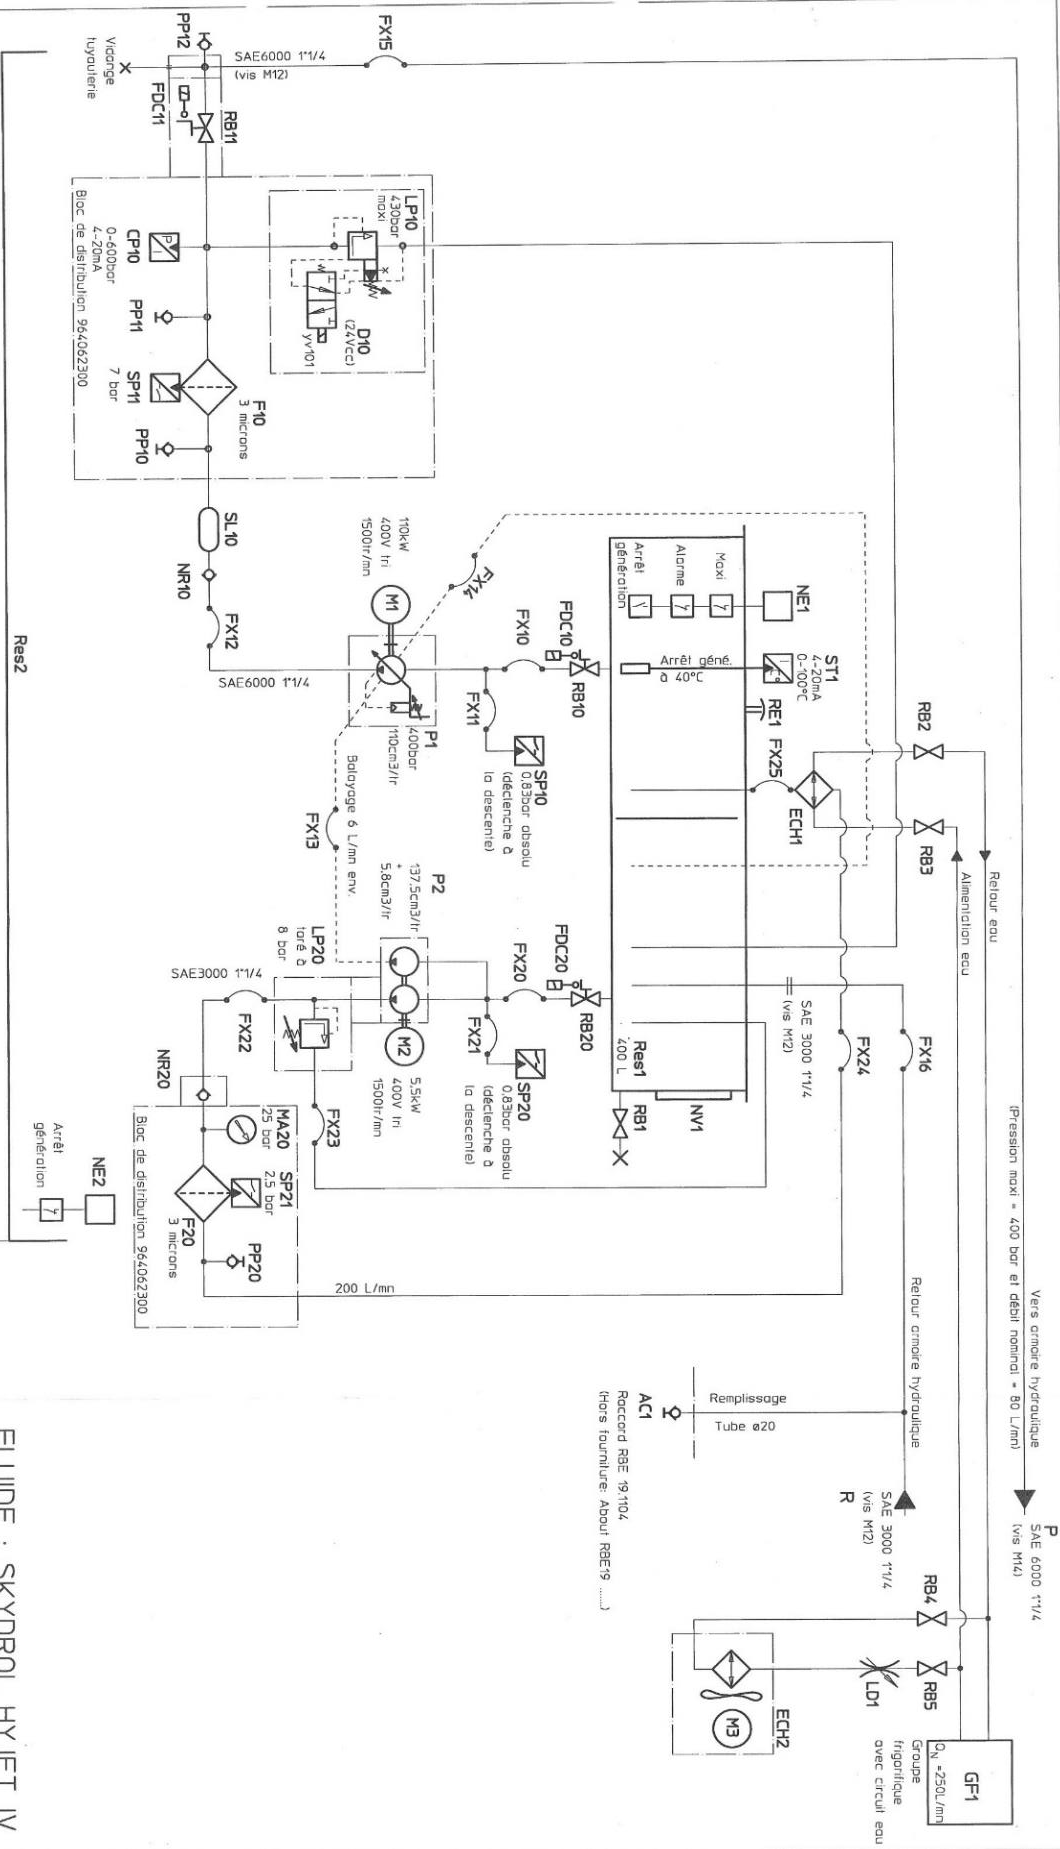 P
SAE 6000 1"1/4
(vis M14)
Vers armoire hydraulique
(Pression maxi = 400 bar et débit nominal = 80 L/mn)
FX15
SAE6000 1"1/4
(vis M12)
PP12
Vidange
tuyauterie
FDC11
RB11
LP10
430bar
maxi
D10
(24Vcc)
yv101
CP10
0-600bar
4-20mA
PP11
SP11
7 bar
F10
3 microns
PP10
Bloc de distribution 964062300
SL10
NR10
FX12
SAE6000 1"1/4
110kW
400V tri
1500tr/mn
M1
FX14
P1
400bar
110cm3/tr
FX10
FDC10
RB10
FX11
SP10
0,83bar absolu
(déclenche à
la descente)
Balayage 6 L/mn env.
FX13
NE1
Maxi
Alarme
Arrêt
génération
ST1
4-20mA
0-100°C
Arrêt géné.
à 40°C
RE1
FX25
ECH1
RB2
RB3
Retour eau
Alimentation eau
P2
137.5cm3/tr
+
5.8cm3/tr
LP20
taré à
8 bar
SAE3000 1"1/4
FX22
M2
5.5kW
400V tri
1500tr/mn
FX20
FDC20
RB20
FX21
SP20
0,83bar absolu
(déclenche à
la descente)
FX23
Res1
400 L
RB1
NV1
SAE 3000 1"1/4
(vis M12)
FX24
FX16
NR20
MA20
25 bar
SP21
2.5 bar
F20
3 microns
PP20
Bloc de distribution 964062300
200 L/mn
NE2
Arrêt
génération
Res2
Retour armoire hydraulique
Remplissage
Tube ø20
AC1
Raccord RBE 19.1104
(Hors fourniture: About RBE19 ......)
R
SAE 3000 1"1/4
(vis M12)
RB4
RB5
LD1
ECH2
M3
GF1
QN =250L/mn
Groupe
frigorifique
avec circuit eau
FLUIDE : SKYDROL HYJET IV